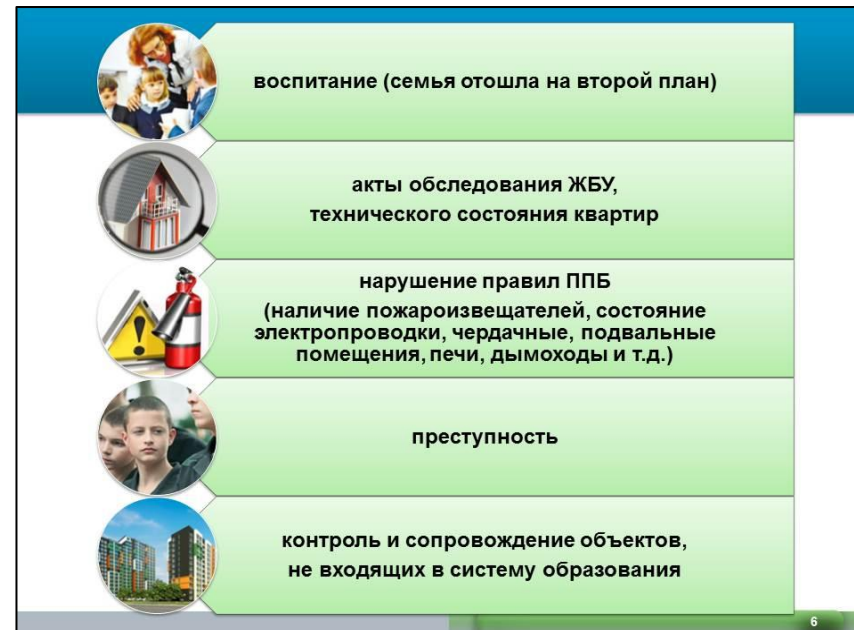 воспитание (семья отошла на второй план)
акты обследования ЖБУ,
технического состояния квартир
нарушение правил ППБ
(наличие пожароизвещателей, состояние
электропроводки, чердачные, подвальные
помещения, печи, дымоходы и т.д.)
преступность
контроль и сопровождение объектов,
не входящих в систему образования
6